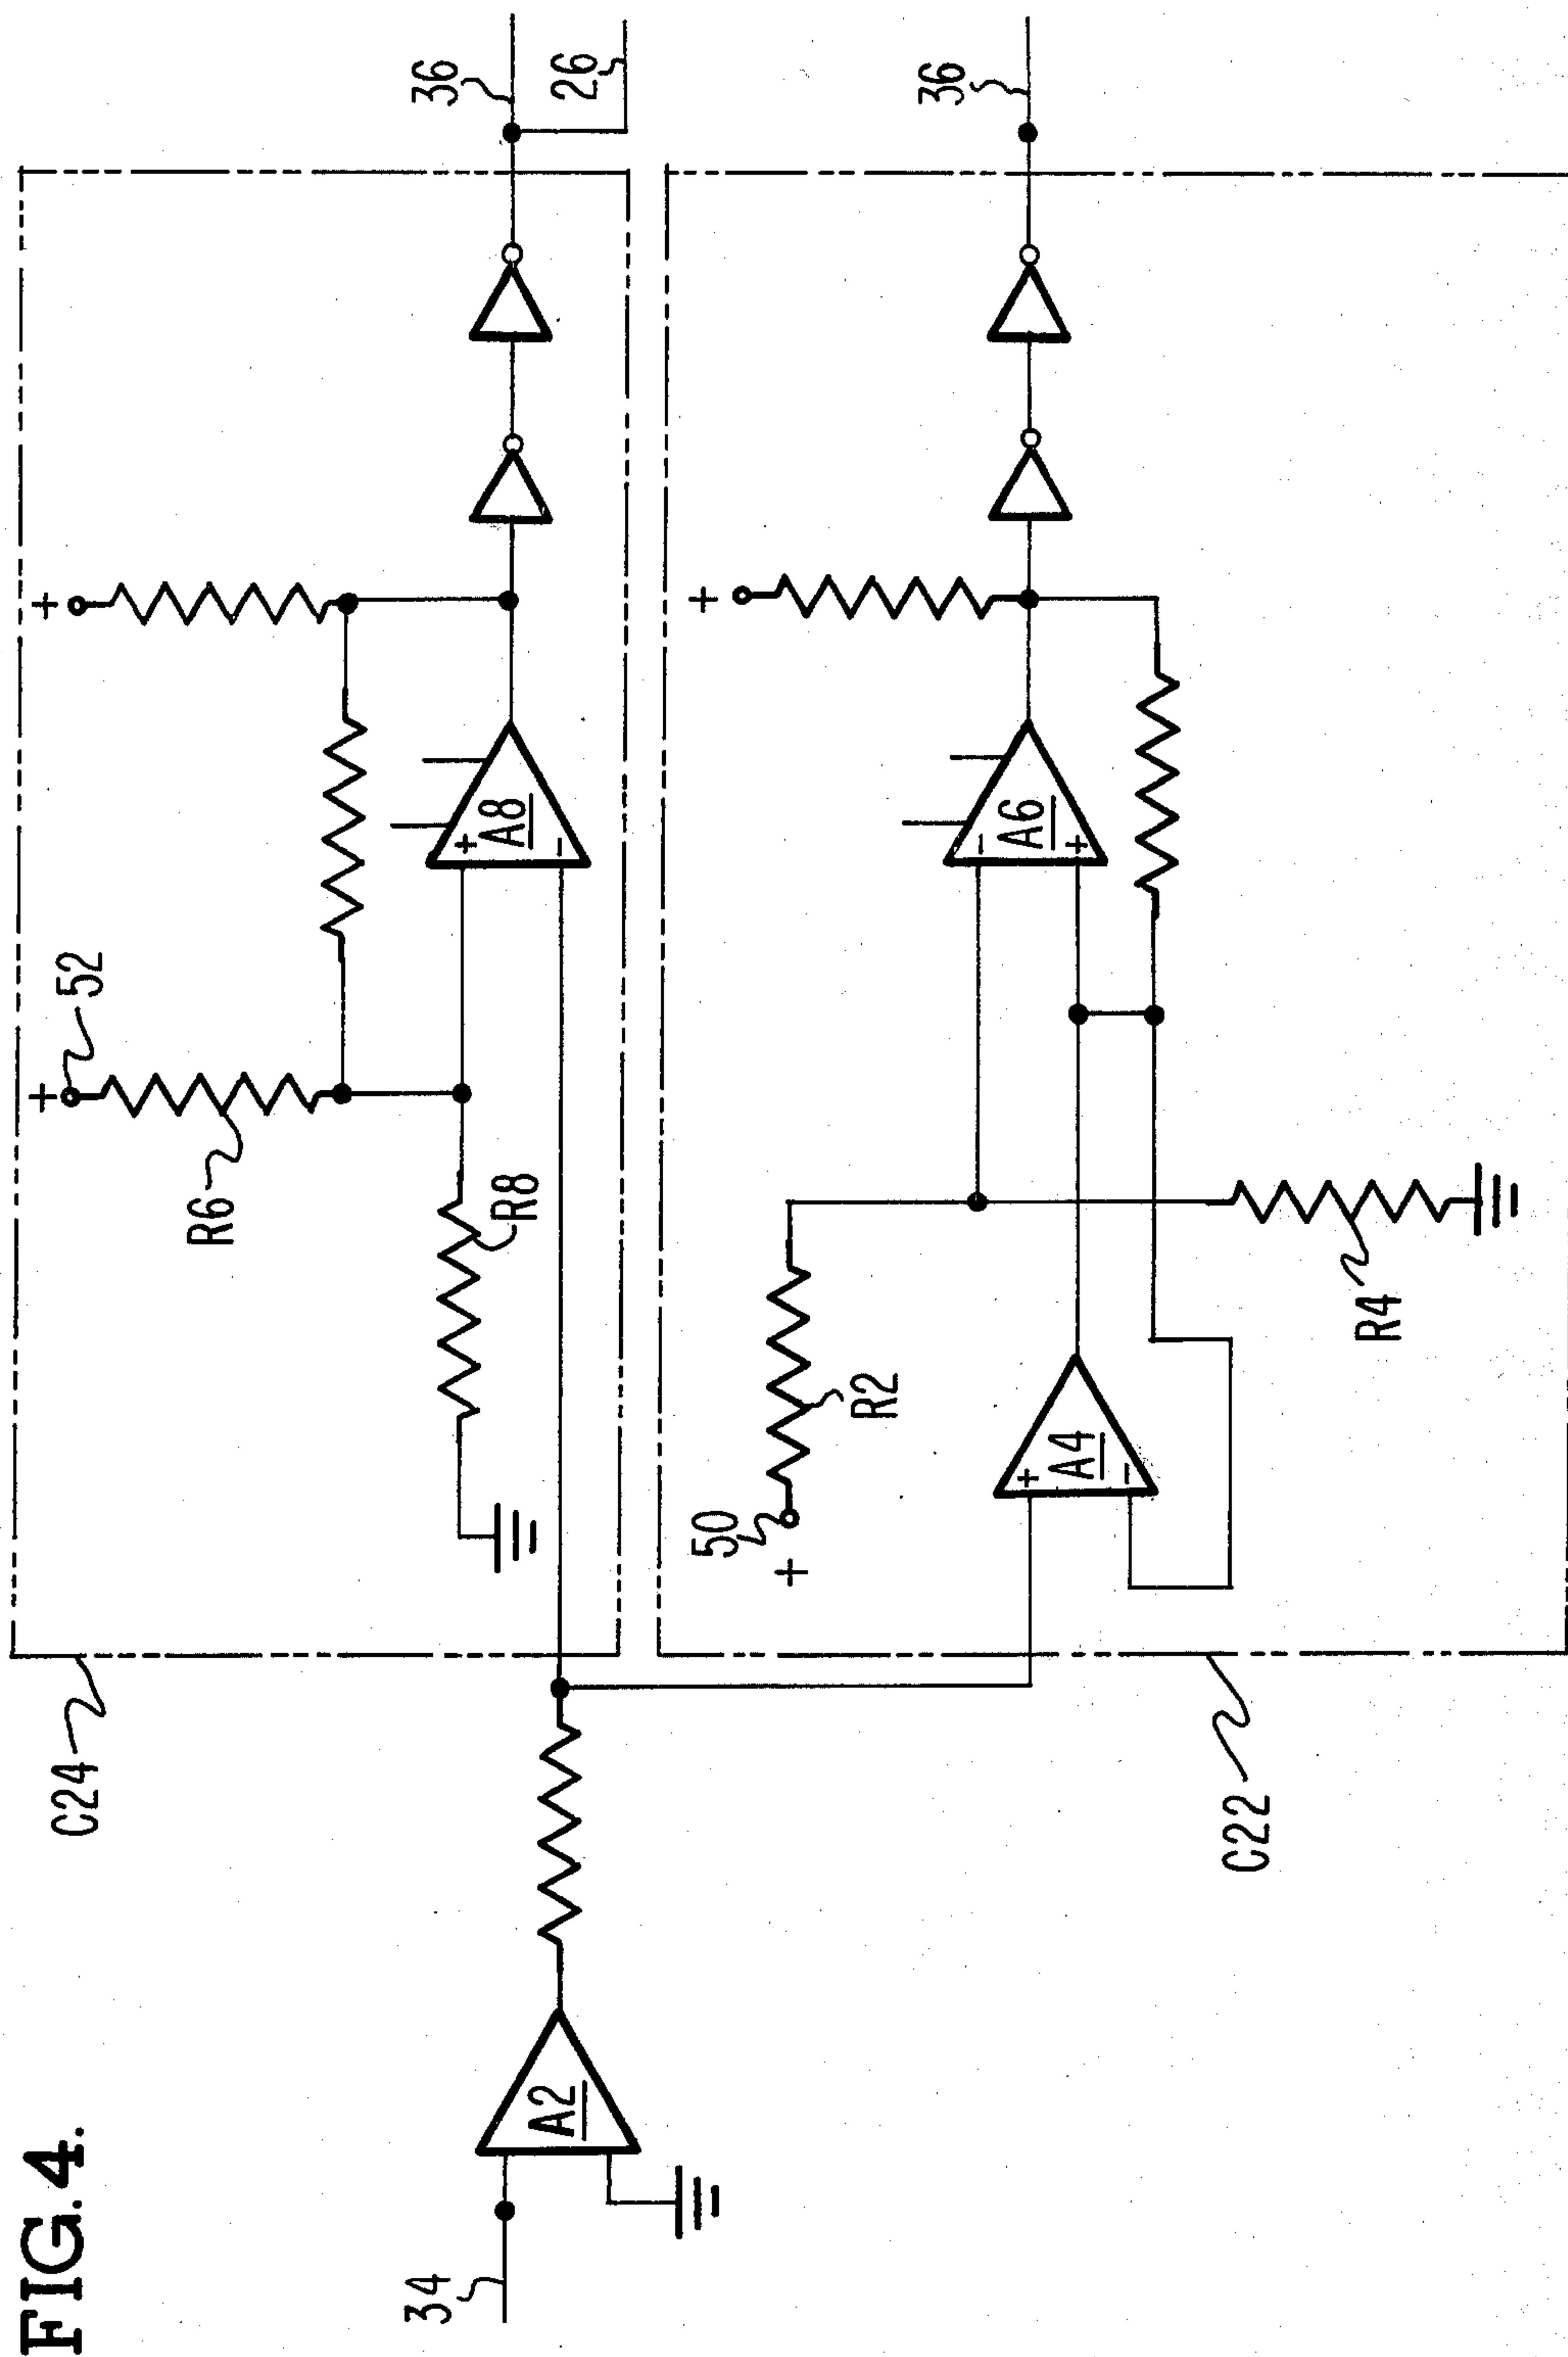 FIG. 4.
34
A2
C24
52
+
+
R6
R8
+
A8
−
36
26
C22
50
+
R2
R4
+
A4
−
+
−
A6
+
36